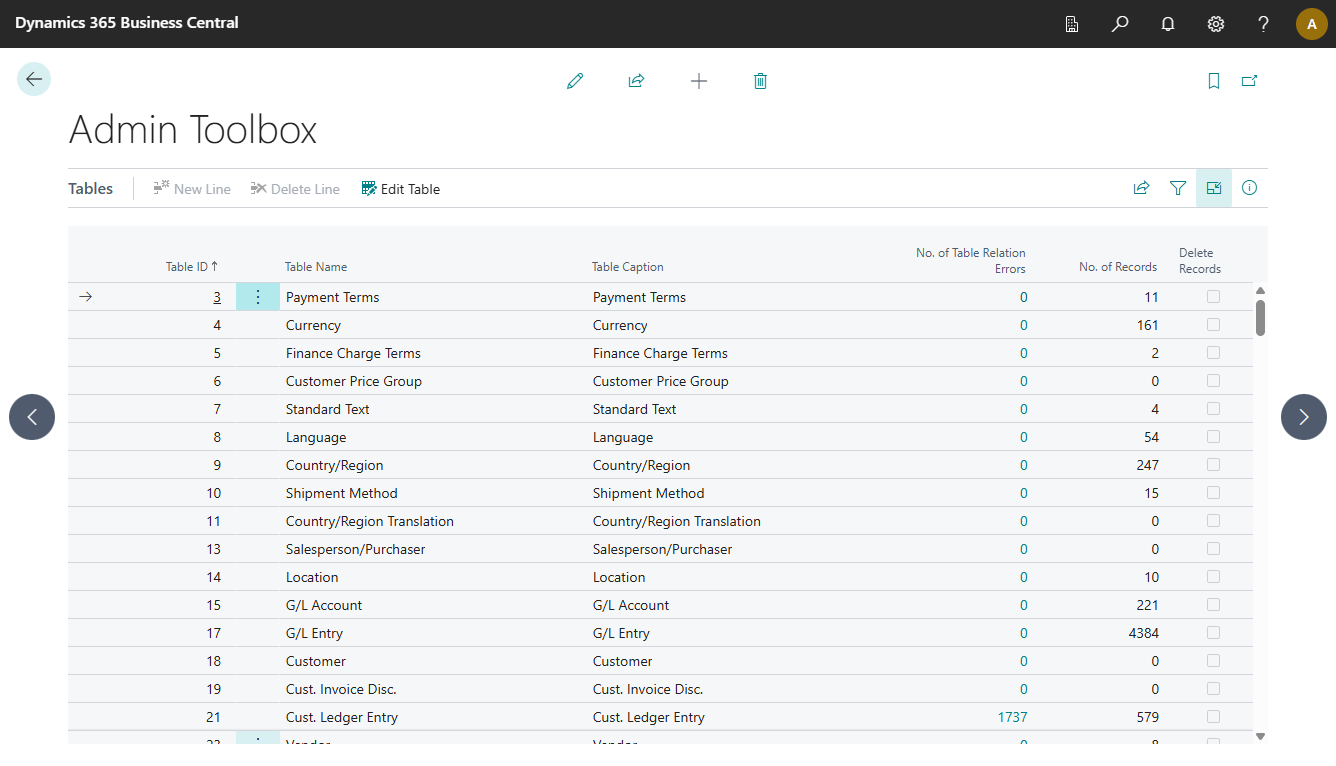 Dynamics 365 Business Central
A
Admin Toolbox
Tables New Line Delete Line Edit Table
Table ID ↑ Table Name Table Caption No. of Table Relation Errors No. of Records Delete Records
3 Payment Terms Payment Terms 0 11
4 Currency Currency 0 161
5 Finance Charge Terms Finance Charge Terms 0 2
6 Customer Price Group Customer Price Group 0 0
7 Standard Text Standard Text 0 4
8 Language Language 0 54
9 Country/Region Country/Region 0 247
10 Shipment Method Shipment Method 0 15
11 Country/Region Translation Country/Region Translation 0 0
13 Salesperson/Purchaser Salesperson/Purchaser 0 0
14 Location Location 0 10
15 G/L Account G/L Account 0 221
17 G/L Entry G/L Entry 0 4384
18 Customer Customer 0 0
19 Cust. Invoice Disc. Cust. Invoice Disc. 0 0
21 Cust. Ledger Entry Cust. Ledger Entry 1737 579